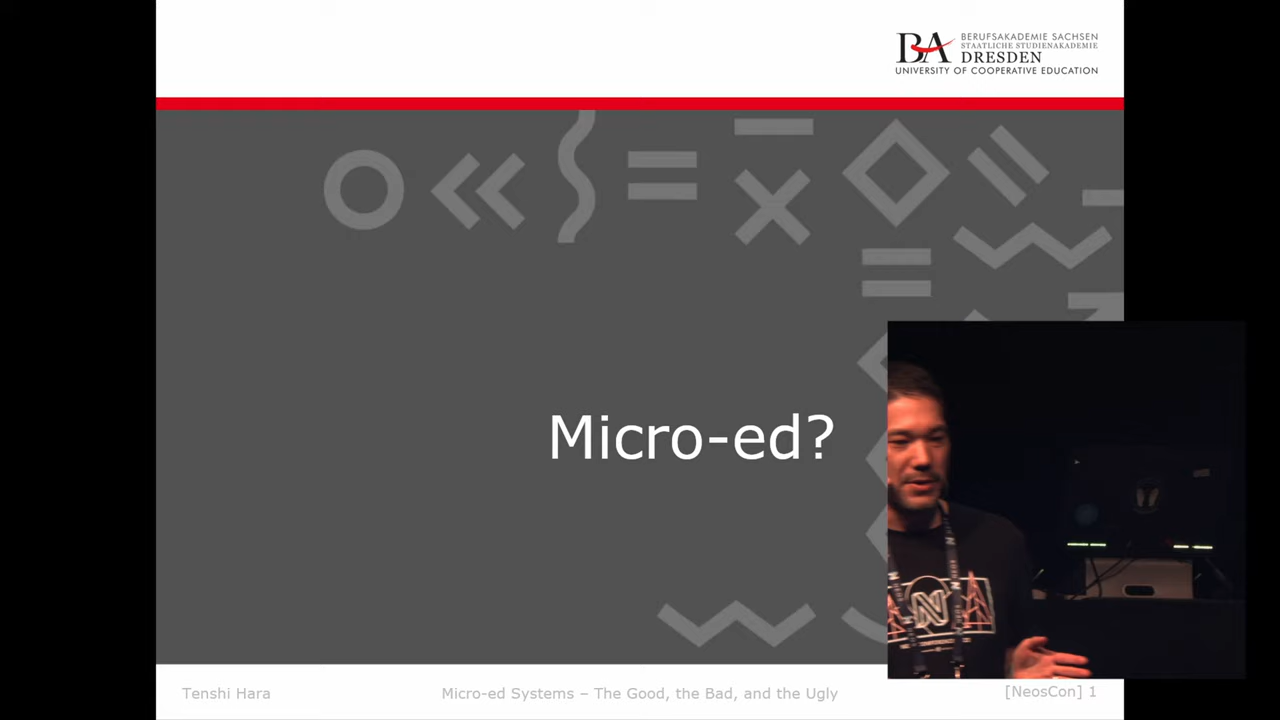 BA
BERUFSAKADEMIE SACHSEN
STAATLICHE STUDIENAKADEMIE
DRESDEN
UNIVERSITY OF COOPERATIVE EDUCATION
Micro-ed?
Tenshi Hara
Micro-ed Systems – The Good, the Bad, and the Ugly
[NeosCon] 1